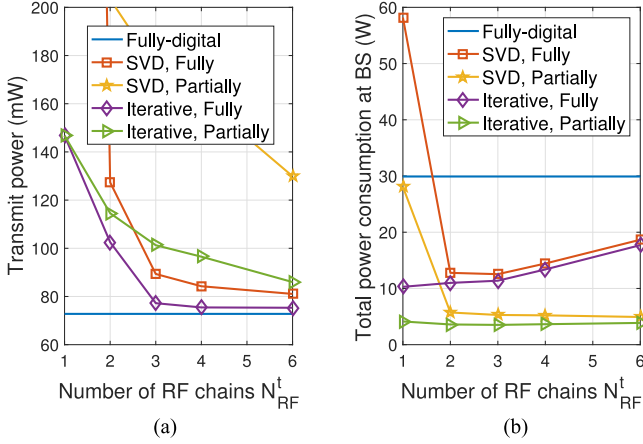 200
180
160
140
120
100
80
60
Transmit power (mW)
Fully-digital
SVD, Fully
SVD, Partially
Iterative, Fully
Iterative, Partially
1 2 3 4 5 6
Number of RF chains N_RF^t
(a)
60
50
40
30
20
10
0
Total power consumption at BS (W)
Fully-digital
SVD, Fully
SVD, Partially
Iterative, Fully
Iterative, Partially
1 2 3 4 5 6
Number of RF chains N_RF^t
(b)